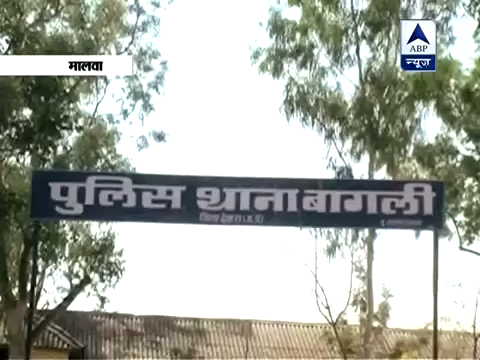 मालवा
ABP
न्यूज़
पुलिस थाना बागली
जिला देवास (म.प्र)